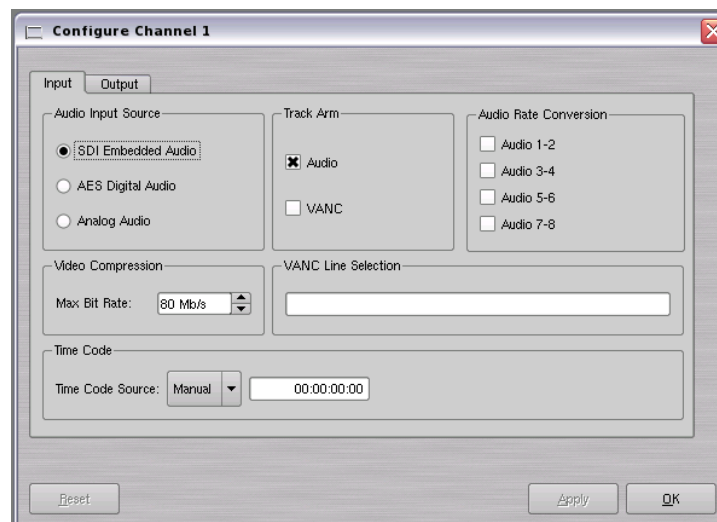 Configure Channel 1
Input
Output
Audio Input Source
SDI Embedded Audio
AES Digital Audio
Analog Audio
Track Arm
Audio
VANC
Audio Rate Conversion
Audio 1-2
Audio 3-4
Audio 5-6
Audio 7-8
Video Compression
Max Bit Rate: 80 Mb/s
VANC Line Selection
Time Code
Time Code Source: Manual 00:00:00:00
Reset
Apply
OK